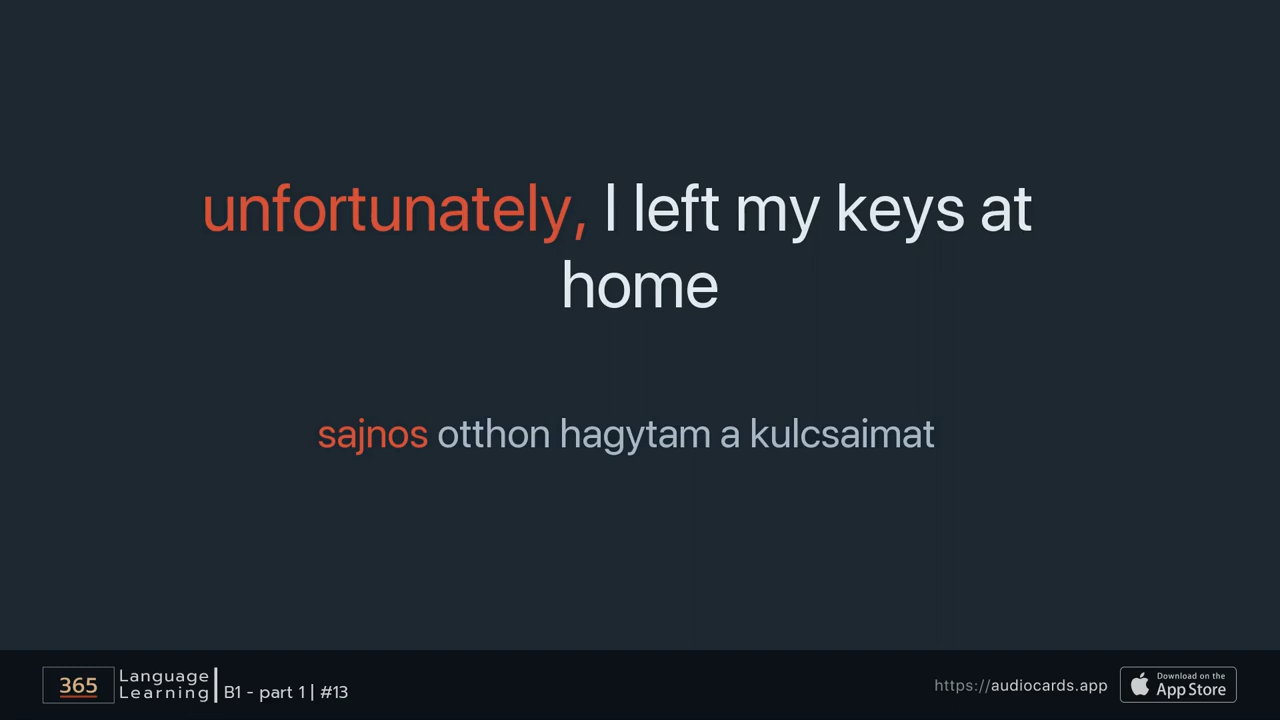 unfortunately, I left my keys at
home
sajnos otthon hagytam a kulcsaimat
365
Language
Learning
B1 - part 1 | #13
https://audiocards.app
Download on the
App Store